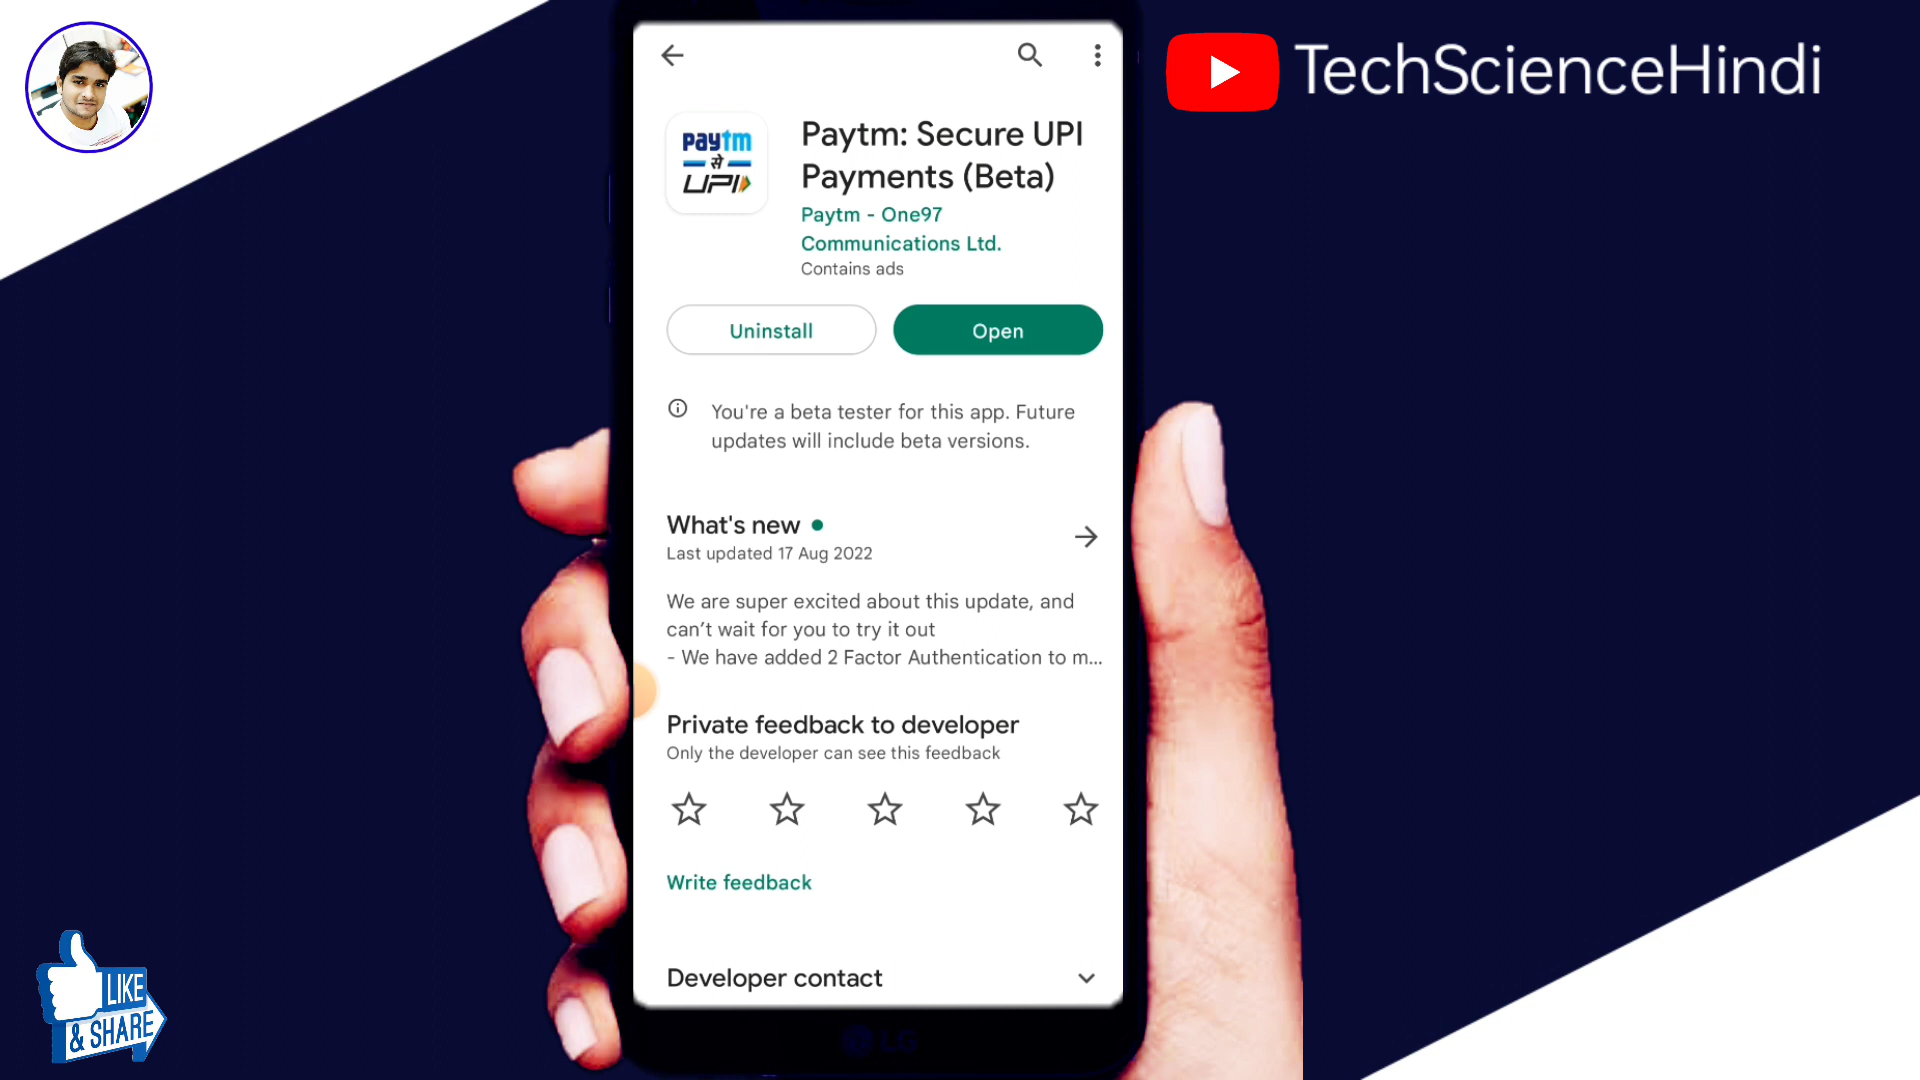 TechScienceHindi
Paytm: Secure UPI
Payments (Beta)
paytm
से
UPI
Paytm - One97
Communications Ltd.
Contains ads
Uninstall
Open
You're a beta tester for this app. Future
updates will include beta versions.
What's new
Last updated 17 Aug 2022
We are super excited about this update, and
can’t wait for you to try it out
- We have added 2 Factor Authentication to m...
Private feedback to developer
Only the developer can see this feedback
Write feedback
Developer contact
LIKE
& SHARE
LG